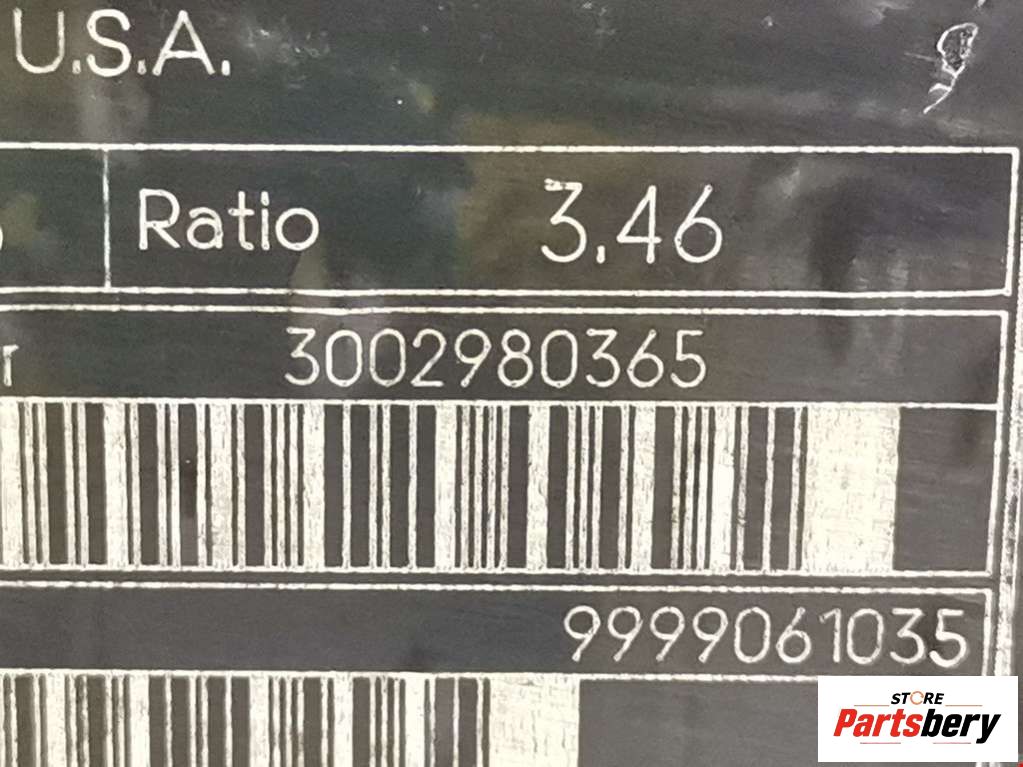 U.S.A.
Ratio 3.46
3002980365
9999061035
STORE
Partsbery